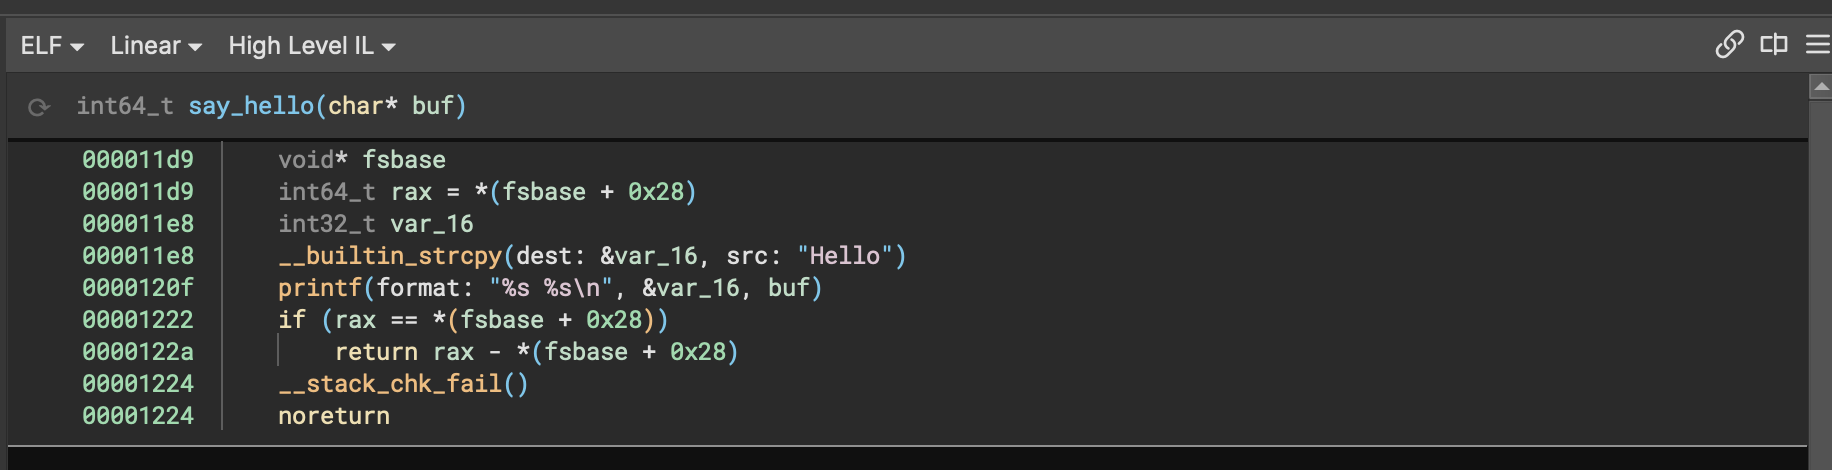 ELF Linear High Level IL
int64_t say_hello(char* buf)
000011d9 void* fsbase
000011d9 int64_t rax = *(fsbase + 0x28)
000011e8 int32_t var_16
000011e8 __builtin_strcpy(dest: &var_16, src: "Hello")
0000120f printf(format: "%s %s\n", &var_16, buf)
00001222 if (rax == *(fsbase + 0x28))
0000122a return rax - *(fsbase + 0x28)
00001224 __stack_chk_fail()
00001224 noreturn